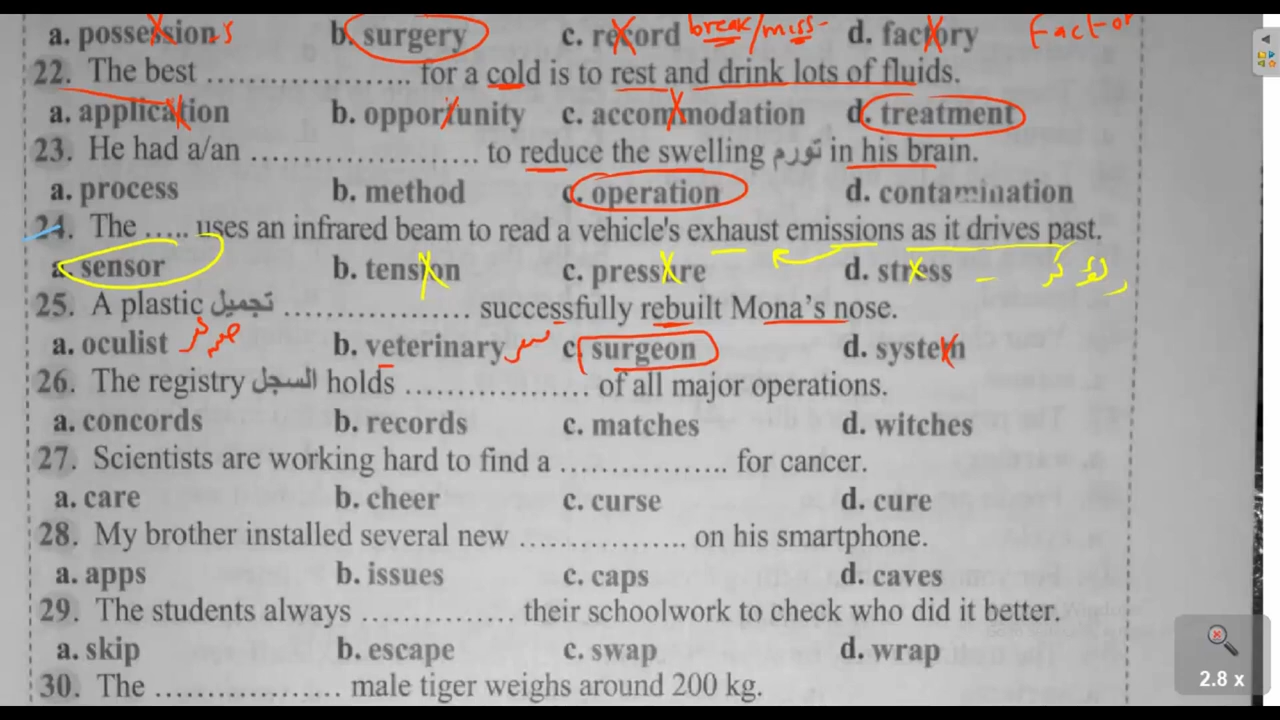 a. possession -s b. surgery c. record break/miss- d. factory Factor
22. The best .................... for a cold is to rest and drink lots of fluids.
a. application b. opportunity c. accommodation d. treatment
23. He had a/an ...................... to reduce the swelling تورم in his brain.
a. process b. method c. operation d. contamination
24. The ..... uses an infrared beam to read a vehicle's exhaust emissions as it drives past.
a. sensor b. tension c. pressure d. stress
25. A plastic تجميل .................. successfully rebuilt Mona's nose.
a. oculist b. veterinary c. surgeon d. system
26. The registry السجل holds ................... of all major operations.
a. concords b. records c. matches d. witches
27. Scientists are working hard to find a ................ for cancer.
a. care b. cheer c. curse d. cure
28. My brother installed several new ................ on his smartphone.
a. apps b. issues c. caps d. caves
29. The students always ............... their schoolwork to check who did it better.
a. skip b. escape c. swap d. wrap
30. The .................. male tiger weighs around 200 kg.
2.8 x